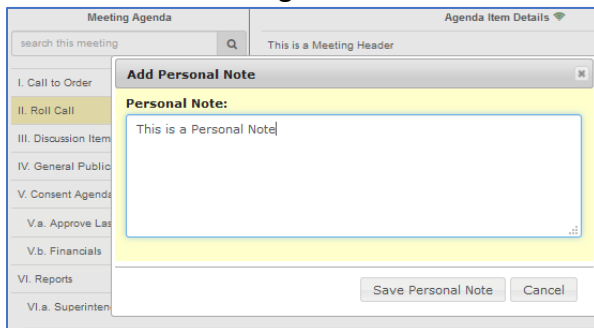 Meeting Agenda
Agenda Item Details
search this meeting
This is a Meeting Header
Add Personal Note
I. Call to Order
Personal Note:
II. Roll Call
This is a Personal Note
III. Discussion Item
IV. General Public
V. Consent Agenda
V.a. Approve Las
V.b. Financials
VI. Reports
Save Personal Note Cancel
VI.a. Superinten